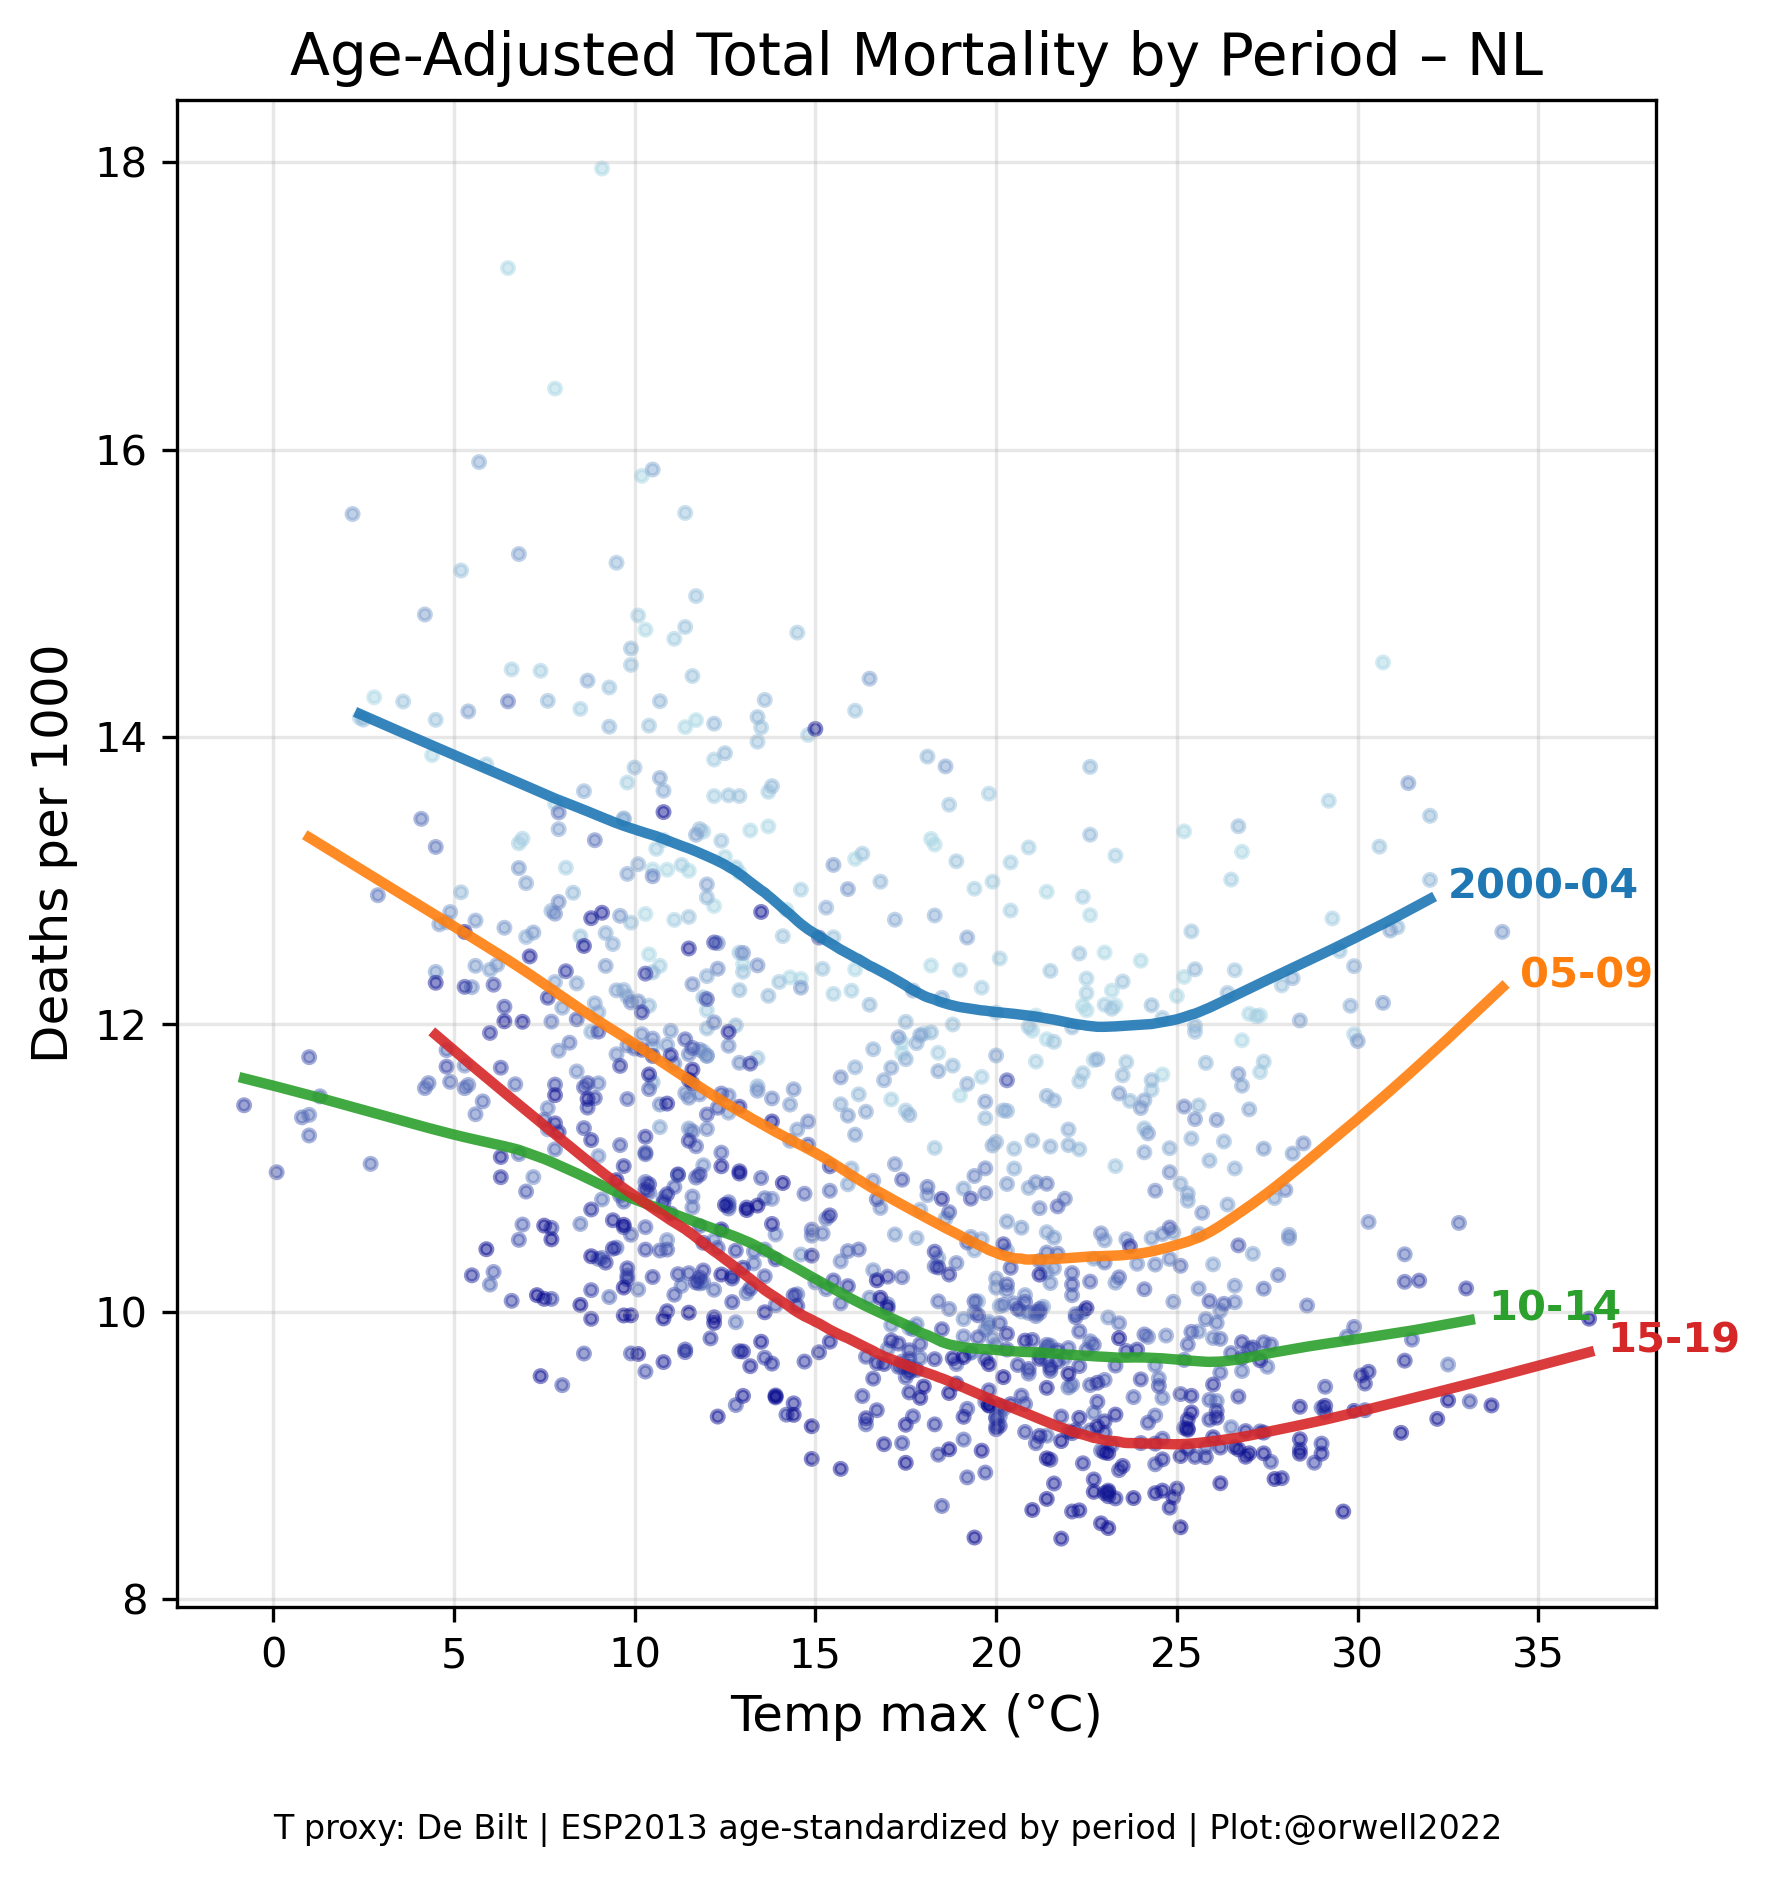 Age-Adjusted Total Mortality by Period – NL
Deaths per 1000
18
16
14
12
10
8
2000-04
05-09
10-14
15-19
0 5 10 15 20 25 30 35
Temp max (°C)
T proxy: De Bilt | ESP2013 age-standardized by period | Plot:@orwell2022